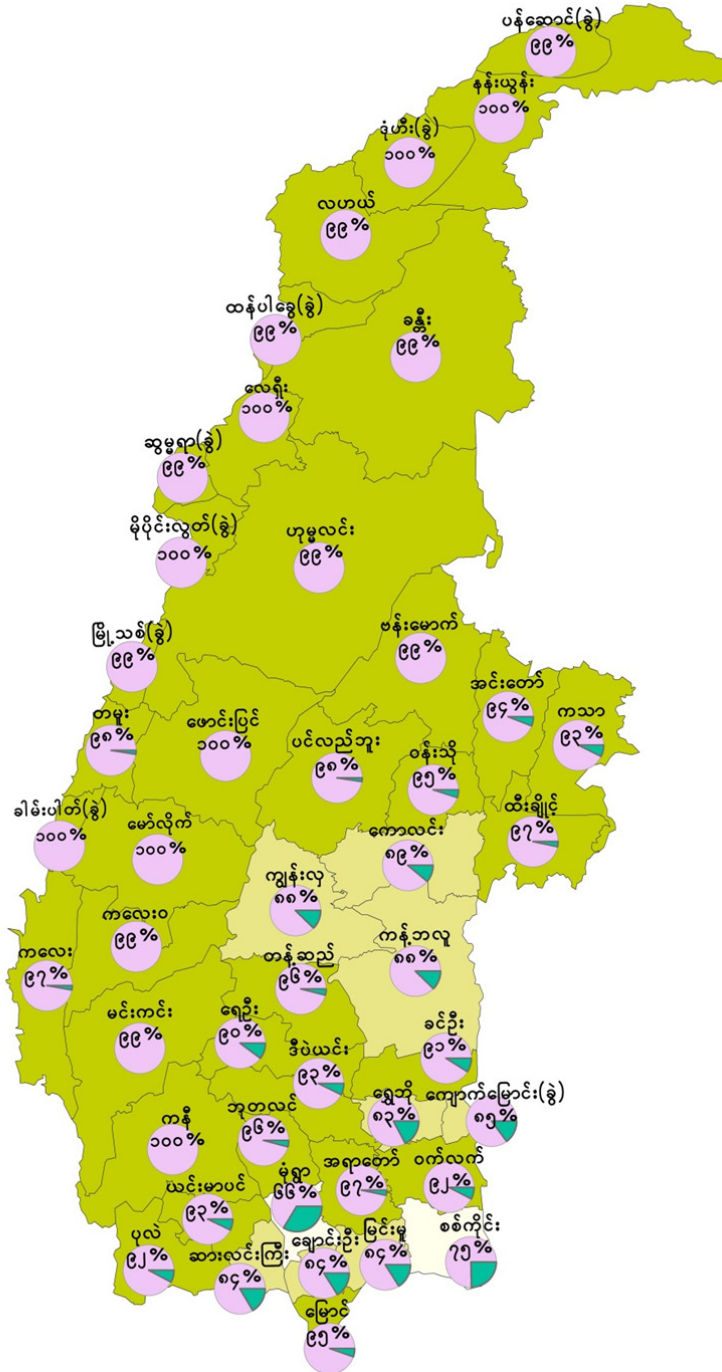 ပန်ဆောင်(ခွဲ)
၉၉%
နန်းယွန်း
၁၀၀%
ဒုံဟီး(ခွဲ)
၁၀၀%
လဟယ်
၉၉%
ထန်ပါခွေ(ခွဲ)
၉၉%
ခန္တီး
၉၉%
လေရှီး
၁၀၀%
ဆွမ္မရာ(ခွဲ)
၉၉%
မိုပိုင်းလွတ်(ခွဲ)
၁၀၀%
ဟုမ္မလင်း
၉၉%
မြို့သစ်(ခွဲ)
၉၉%
ဗန်းမောက်
၉၉%
အင်းတော်
၉၄%
ကသာ
၉၃%
တမူး
၉၈%
ဖောင်းပြင်
၁၀၀%
ပင်လည်ဘူး
၉၈%
ဝန်းသို
၉၅%
ထီးချိုင့်
၉၇%
ခါမ်းပါတ်(ခွဲ)
၁၀၀%
မော်လိုက်
၁၀၀%
ကောလင်း
၈၉%
ကျွန်းလှ
၈၈%
ကလေးဝ
၉၉%
ကလေး
၉၇%
တန့်ဆည်
၉၆%
ကန့်ဘလူ
၈၈%
မင်းကင်း
၉၉%
ရေဦး
၉၀%
ဒီပဲယင်း
၉၃%
ခင်ဦး
၉၁%
ရွှေဘို
၈၃%
ကျောက်မြောင်း(ခွဲ)
၈၅%
ကနီ
၁၀၀%
ဘုတလင်
၉၆%
မုံရွာ
၆၆%
အရာတော်
၉၇%
ဝက်လက်
၉၂%
ယင်းမာပင်
၉၃%
ပုလဲ
၉၂%
ဆားလင်းကြီး
၈၄%
ချောင်းဦး
၈၄%
မြင်းမူ
၈၄%
စစ်ကိုင်း
၇၅%
မြောင်
၉၅%